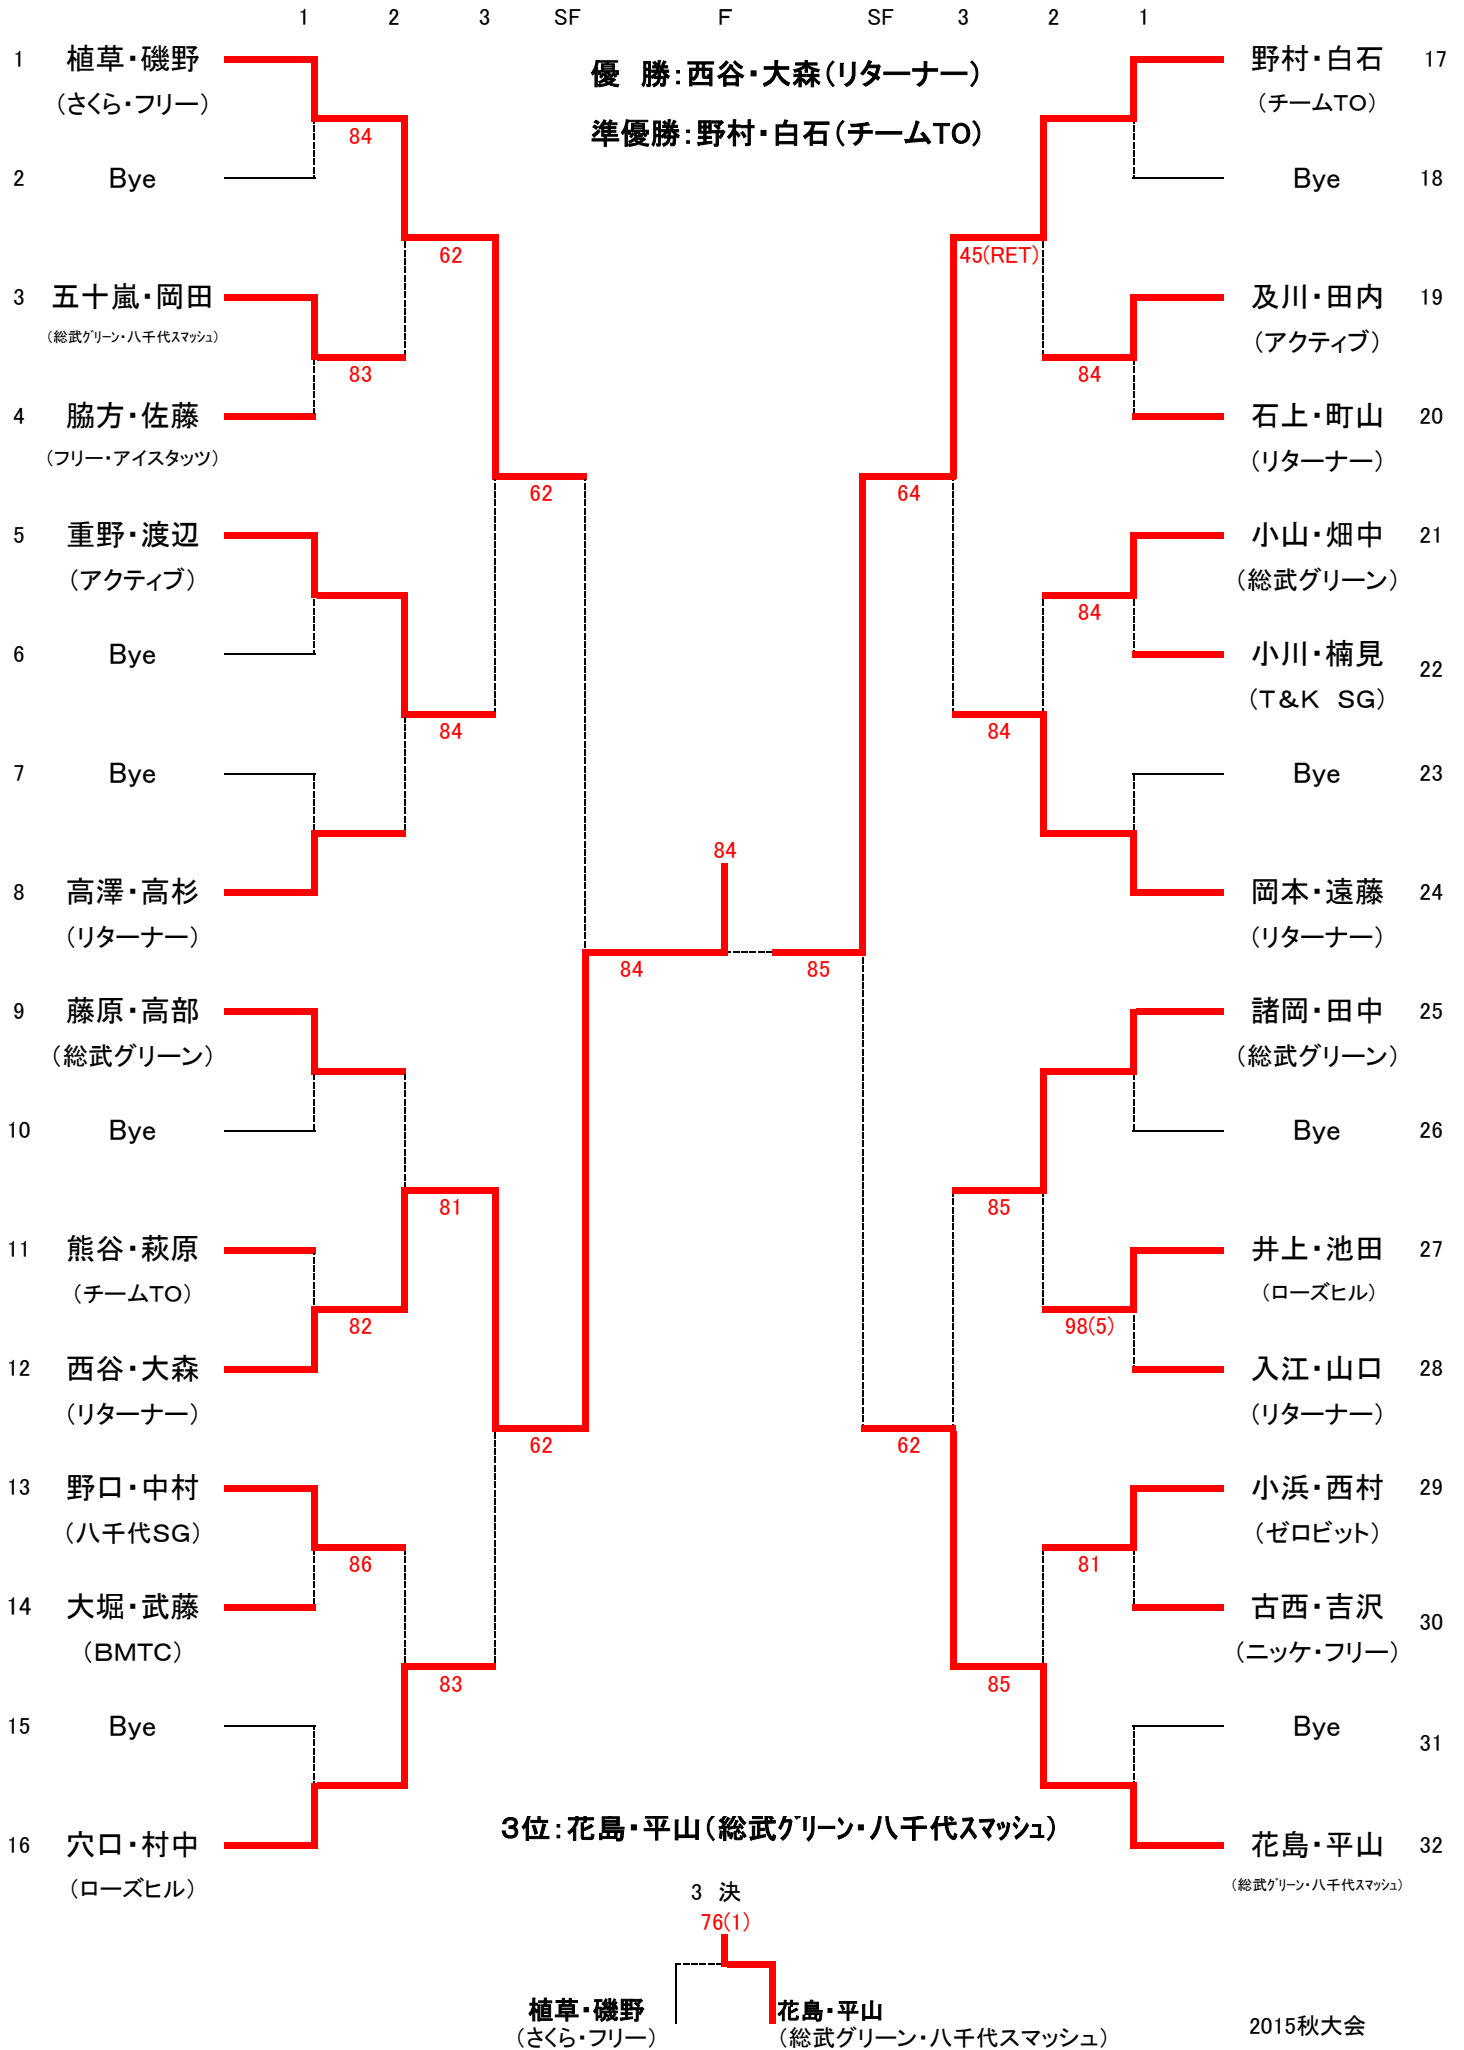 1 2 3 SF F SF 3 2 1
優　勝：西谷・大森（リターナー）
準優勝：野村・白石（チームTO）
1 植草・磯野
（さくら・フリー）
84
2 Bye
62
3 五十嵐・岡田
（総武グリーン・八千代スマッシュ）
83
4 脇方・佐藤
（フリー・アイスタッツ）
62
5 重野・渡辺
（アクティブ）
6 Bye
84
7 Bye
8 高澤・高杉
（リターナー）
84
84
9 藤原・高部
（総武グリーン）
10 Bye
81
11 熊谷・萩原
（チームTO）
82
12 西谷・大森
（リターナー）
62
13 野口・中村
（八千代SG）
86
14 大堀・武藤
（BMTC）
83
15 Bye
16 穴口・村中
（ローズヒル）
野村・白石 17
（チームTO）
Bye 18
45(RET)
及川・田内 19
（アクティブ）
84
石上・町山 20
（リターナー）
64
小山・畑中 21
（総武グリーン）
84
小川・楠見 22
（T&K　SG）
84
Bye 23
岡本・遠藤 24
（リターナー）
85
諸岡・田中 25
（総武グリーン）
Bye 26
85
井上・池田 27
（ローズヒル）
98(5)
入江・山口 28
（リターナー）
62
小浜・西村 29
（ゼロビット）
81
古西・吉沢 30
（ニッケ・フリー）
85
Bye 31
花島・平山 32
（総武グリーン・八千代スマッシュ）
3位：花島・平山（総武グリーン・八千代スマッシュ）
3　決
76(1)
植草・磯野
（さくら・フリー）
花島・平山
（総武グリーン・八千代スマッシュ）
2015秋大会